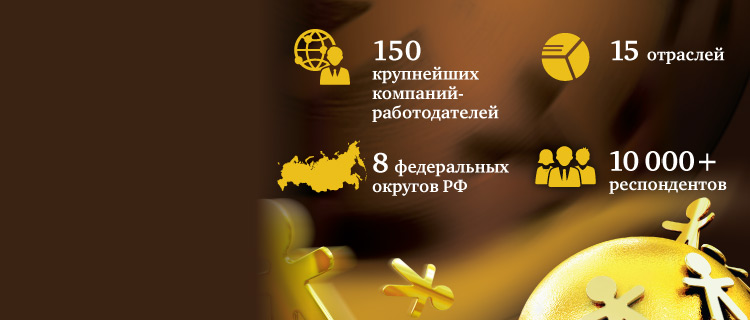 150
крупнейших
компаний-
работодателей
15 отраслей
8 федеральных
округов РФ
10 000+
респондентов